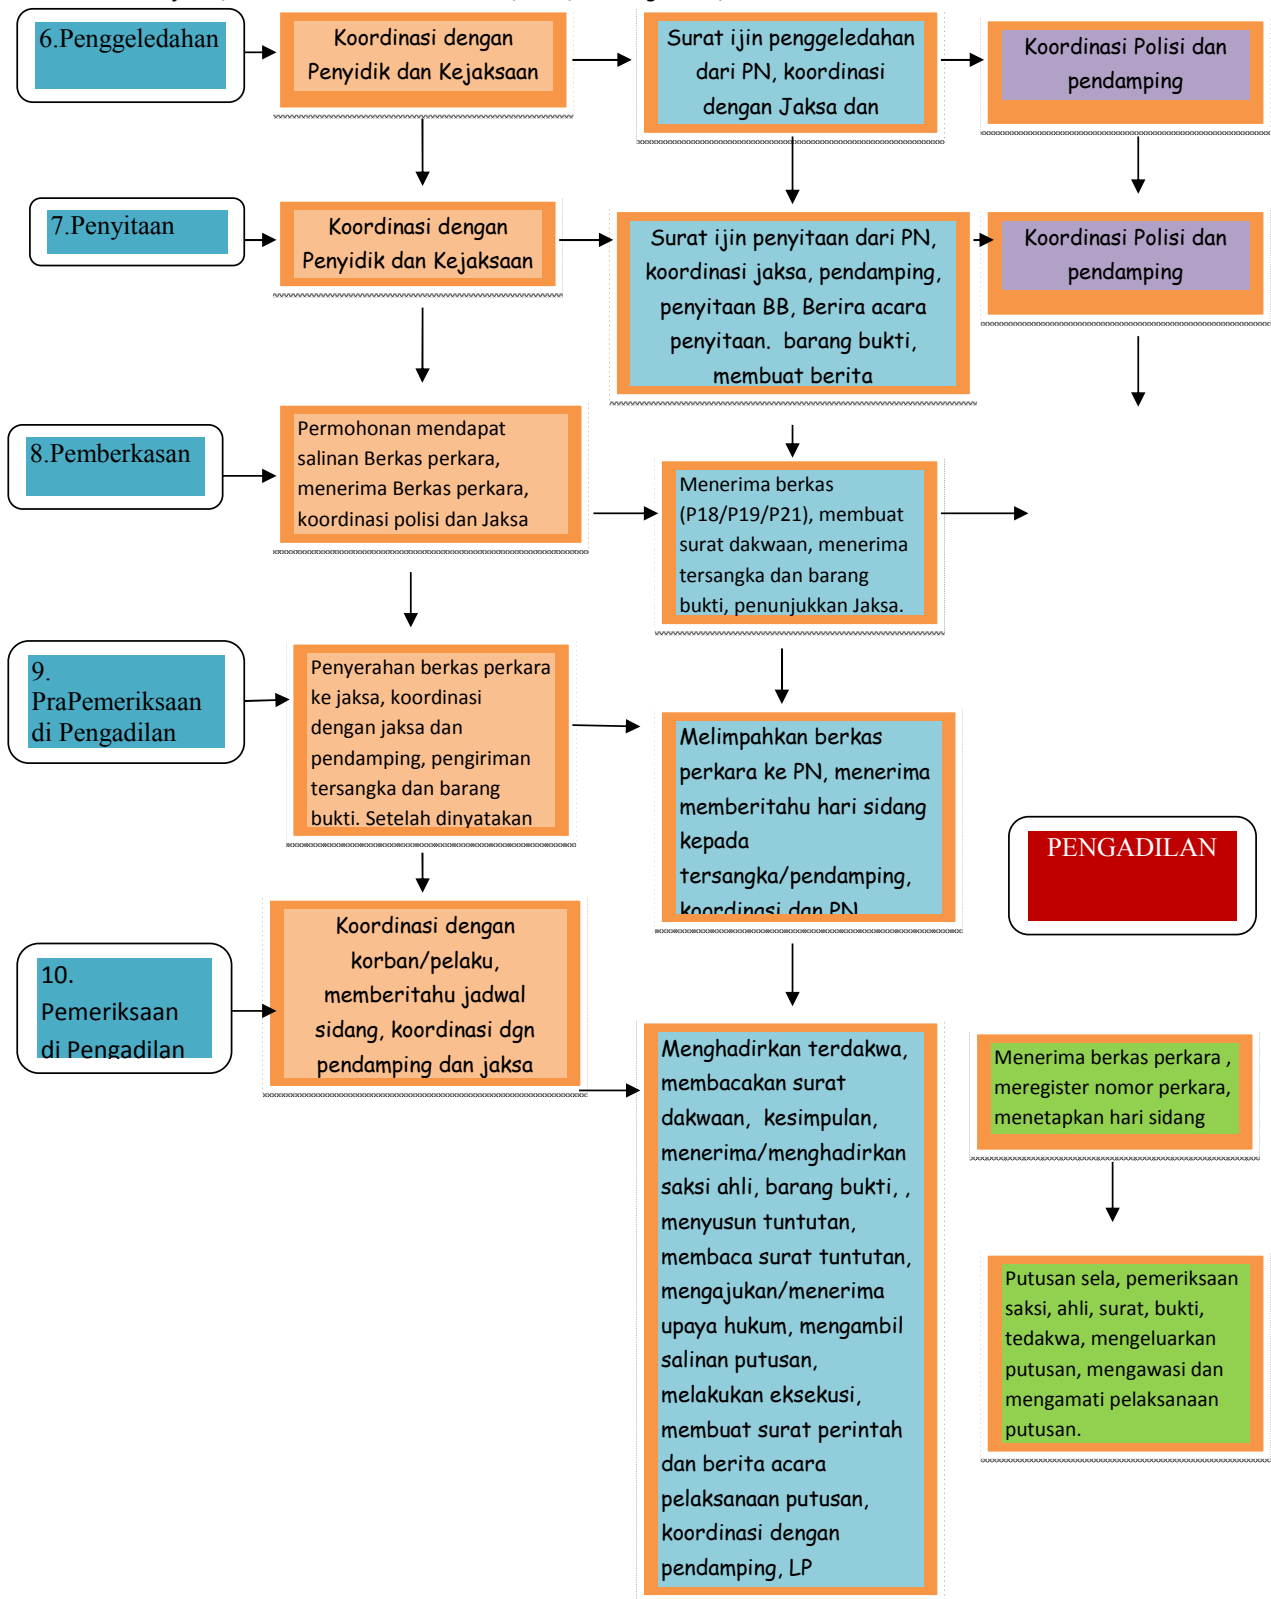 6.Penggeledahan
Koordinasi dengan
Penyidik dan Kejaksaan
Surat ijin penggeledahan
dari PN, koordinasi
dengan Jaksa dan
Koordinasi Polisi dan
pendamping
7.Penyitaan
Koordinasi dengan
Penyidik dan Kejaksaan
Surat ijin penyitaan dari PN,
koordinasi jaksa, pendamping,
penyitaan BB, Berira acara
penyitaan.  barang bukti,
membuat berita
Koordinasi Polisi dan
pendamping
8.Pemberkasan
Permohonan mendapat
salinan Berkas perkara,
menerima Berkas perkara,
koordinasi polisi dan Jaksa
Menerima berkas
(P18/P19/P21), membuat
surat dakwaan, menerima
tersangka dan barang
bukti, penunjukkan Jaksa.
9.
PraPemeriksaan
di Pengadilan
Penyerahan berkas perkara
ke jaksa, koordinasi
dengan jaksa dan
pendamping, pengiriman
tersangka dan barang
bukti. Setelah dinyatakan
Melimpahkan berkas
perkara ke PN, menerima
memberitahu hari sidang
kepada
tersangka/pendamping,
koordinasi dan PN
PENGADILAN
10.
Pemeriksaan
di Pengadilan
Koordinasi dengan
korban/pelaku,
memberitahu jadwal
sidang, koordinasi dgn
pendamping dan jaksa
Menghadirkan terdakwa,
membacakan surat
dakwaan,  kesimpulan,
menerima/menghadirkan
saksi ahli, barang bukti, ,
menyusun tuntutan,
membaca surat tuntutan,
mengajukan/menerima
upaya hukum, mengambil
salinan putusan,
melakukan eksekusi,
membuat surat perintah
dan berita acara
pelaksanaan putusan,
koordinasi dengan
pendamping, LP
Menerima berkas perkara ,
meregister nomor perkara,
menetapkan hari sidang
Putusan sela, pemeriksaan
saksi, ahli, surat, bukti,
tedakwa, mengeluarkan
putusan, mengawasi dan
mengamati pelaksanaan
putusan.